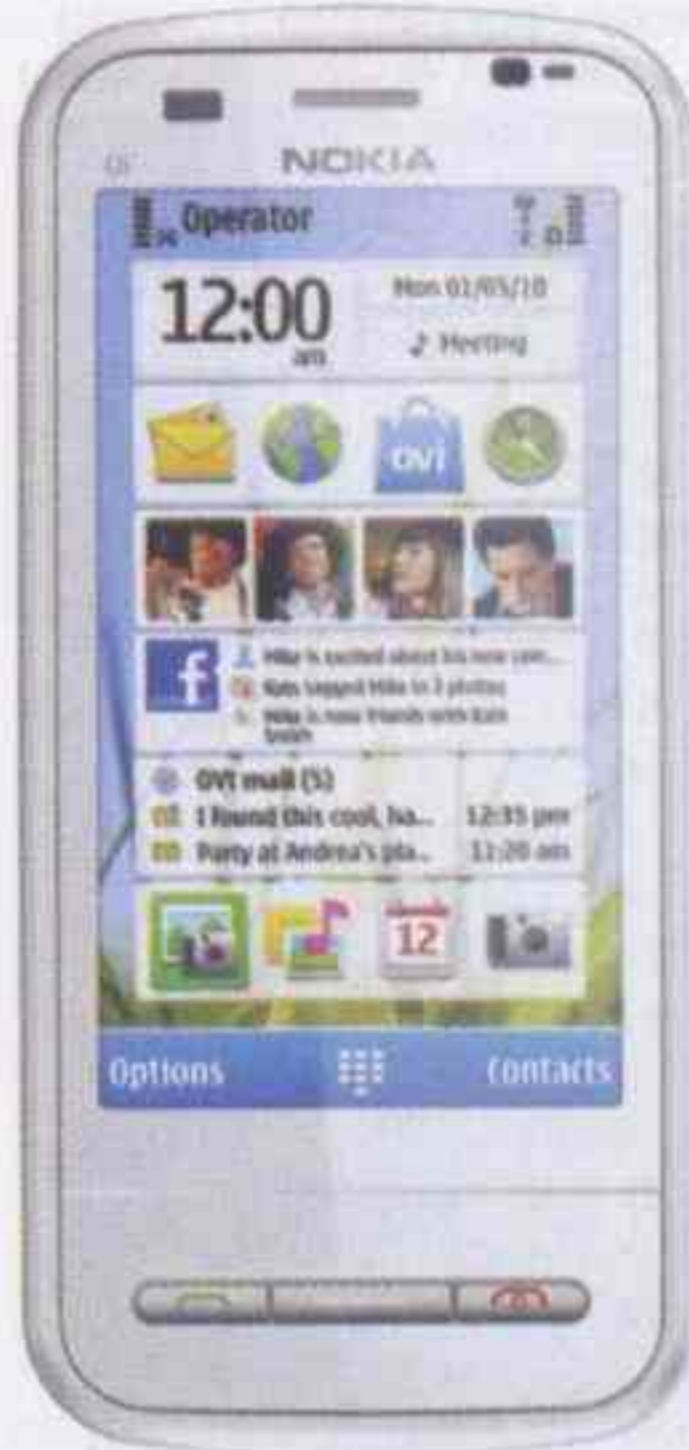 NOKIA
Operator
12:00
am
Mon 01/05/10
Meeting
ovi
f
Mike is excited about his new cam...
Kate tagged Mike in 3 photos
Mike is now friends with Kate
Smith
OVI mail (5)
I found this cool, ha... 12:35 pm
Party at Andrea's pla... 11:20 am
12
Options Contacts